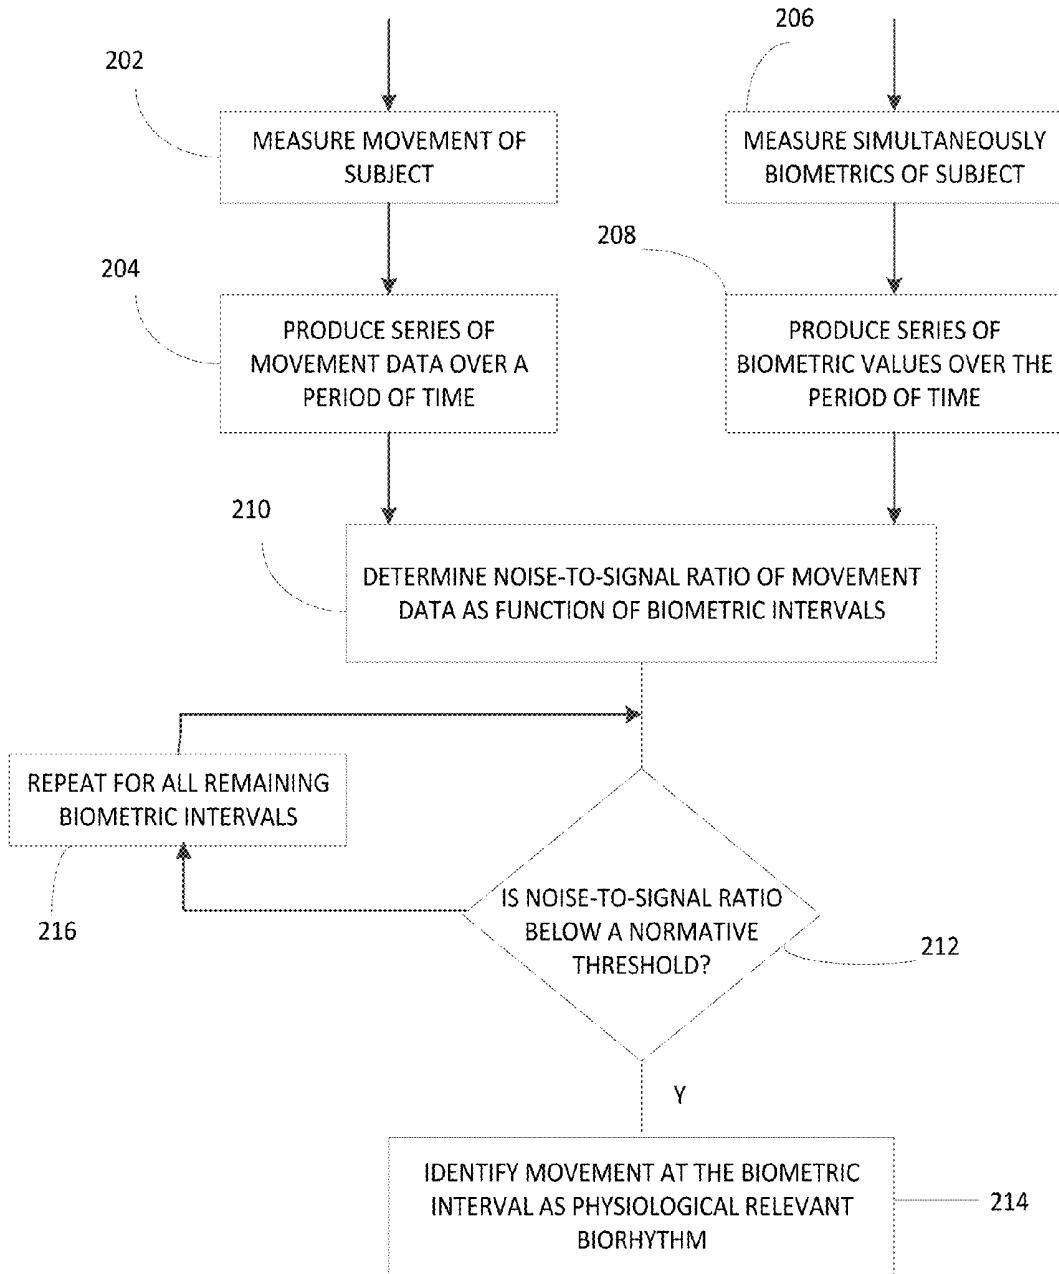 202
MEASURE MOVEMENT OF
SUBJECT
206
MEASURE SIMULTANEOUSLY
BIOMETRICS OF SUBJECT
204
PRODUCE SERIES OF
MOVEMENT DATA OVER A
PERIOD OF TIME
208
PRODUCE SERIES OF
BIOMETRIC VALUES OVER THE
PERIOD OF TIME
210
DETERMINE NOISE-TO-SIGNAL RATIO OF MOVEMENT
DATA AS FUNCTION OF BIOMETRIC INTERVALS
REPEAT FOR ALL REMAINING
BIOMETRIC INTERVALS
216
IS NOISE-TO-SIGNAL RATIO
BELOW A NORMATIVE
THRESHOLD?
212
Y
IDENTIFY MOVEMENT AT THE BIOMETRIC
INTERVAL AS PHYSIOLOGICAL RELEVANT
BIORHYTHM
214